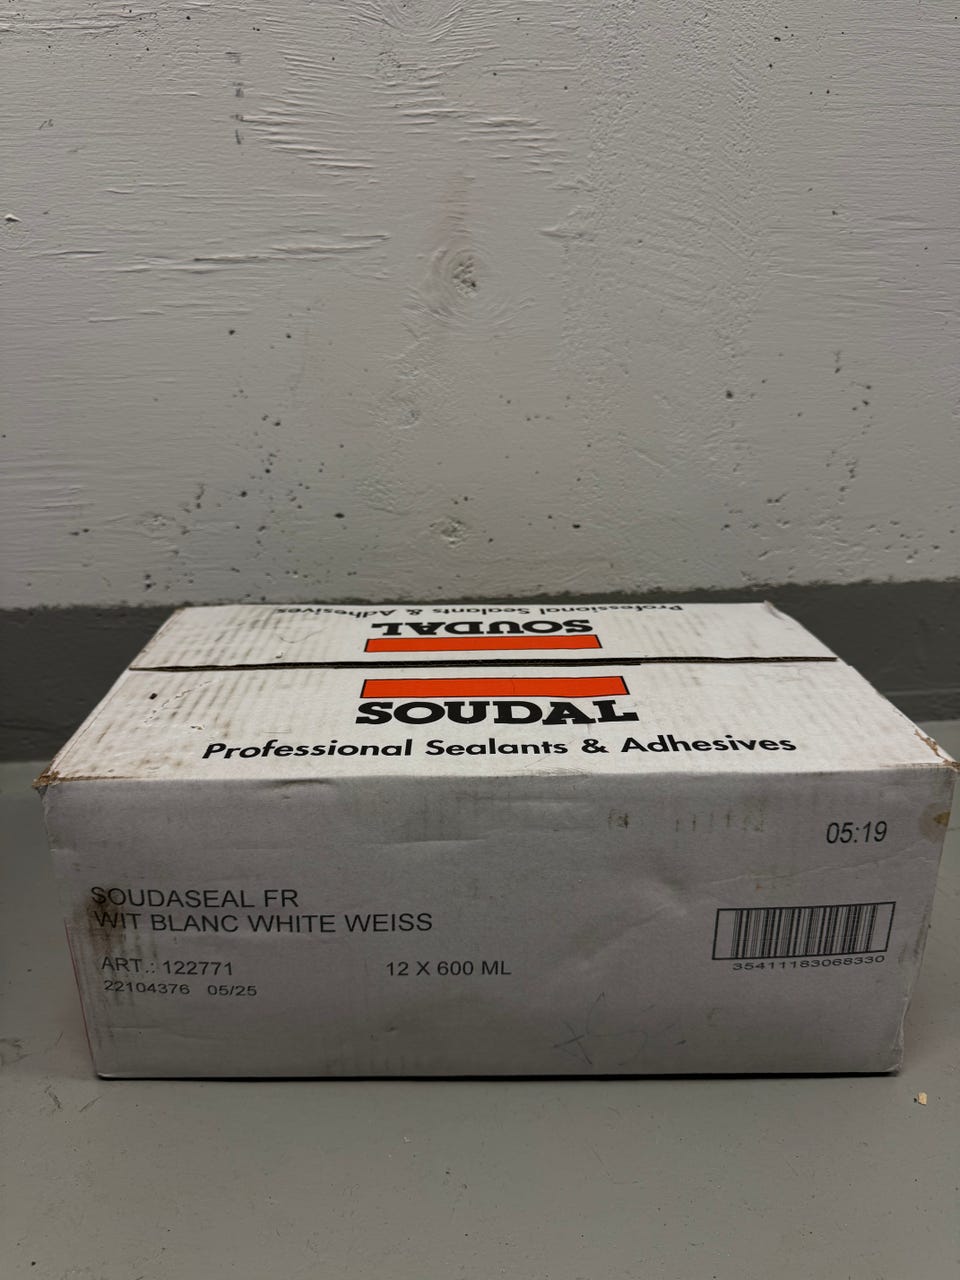 Professional Sealants & Adhesives
SOUDAL
SOUDAL
Professional Sealants & Adhesives
05:19
SOUDASEAL FR
WIT BLANC WHITE WEISS
ART.: 122771 12 X 600 ML
22104376 05/25
35411183068330